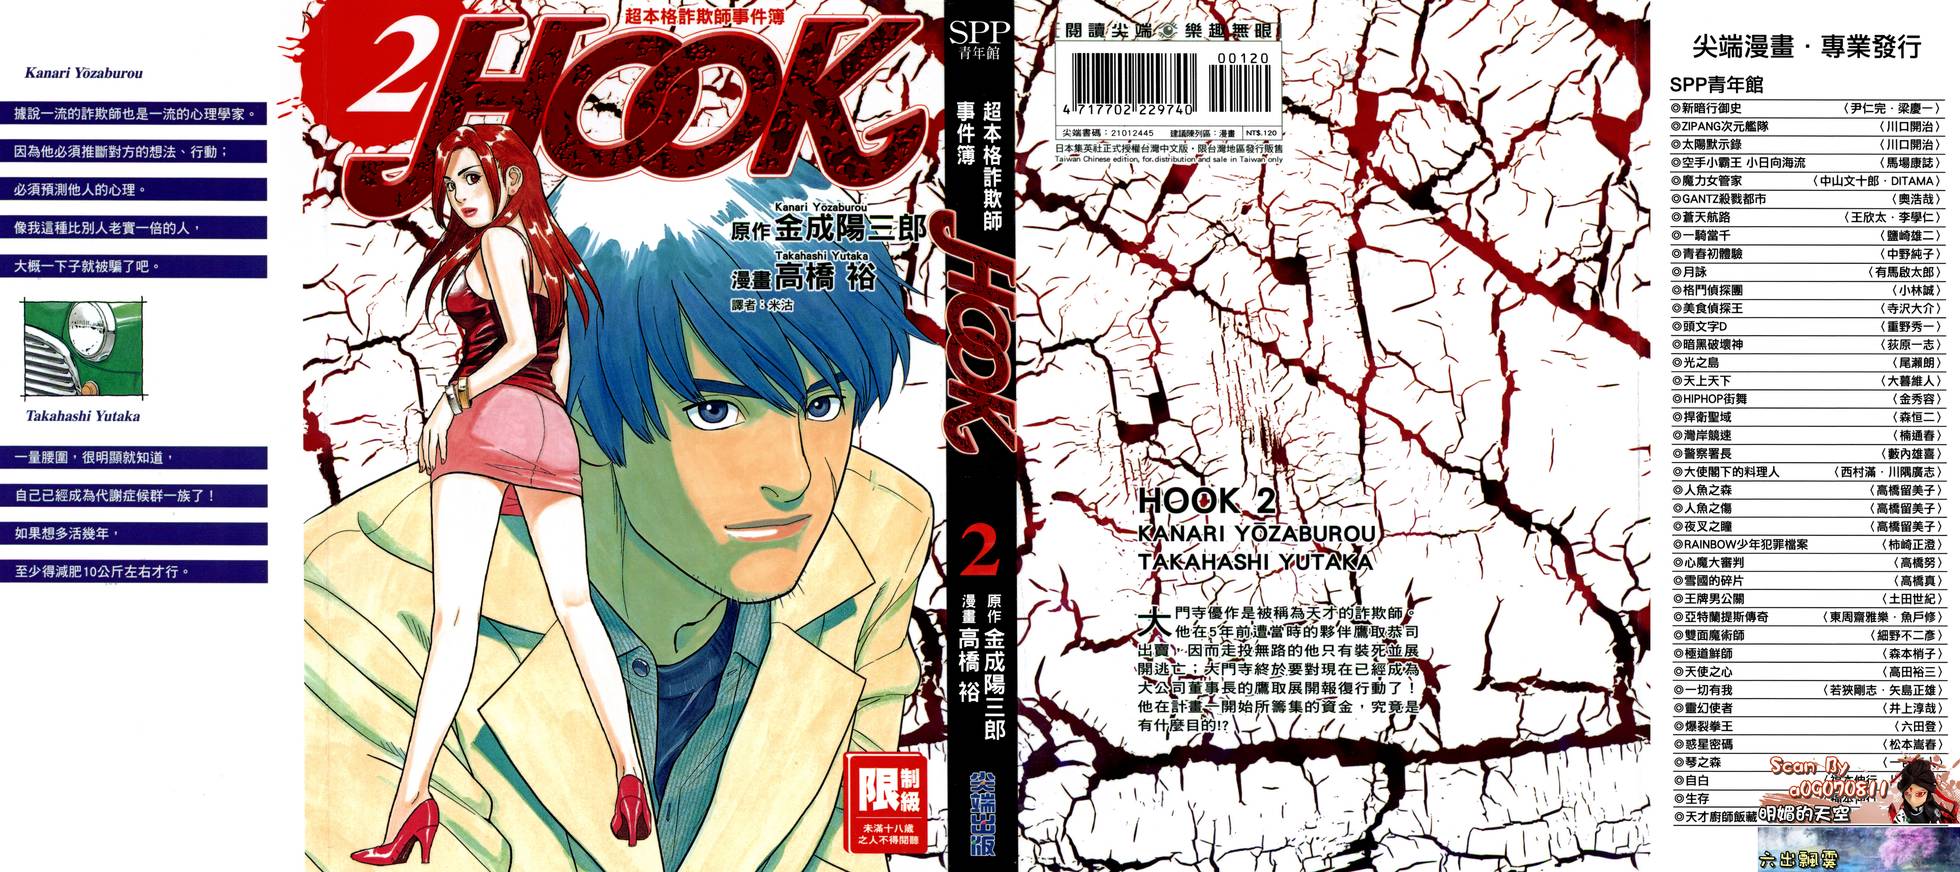 Kanari Yōzaburou
據說一流的詐欺師也是一流的心理學家。
因為他必須推斷對方的想法、行動；
必須預測他人的心理。
像我這種比別人老實一倍的人，
大概一下子就被騙了吧。
Takahashi Yutaka
一量腰圍，很明顯就知道，
自己已經成為代謝症候群一族了！
如果想多活幾年，
至少得減肥10公斤左右才行。
2
超本格詐欺師事件簿
HOOK
Kanari Yozaburou
原作 金成陽三郎
Takahashi Yutaka
漫畫 高橋 裕
譯者：米沽
限制級
未滿十八歲
之人不得閱聽
SPP
青年館
超本格詐欺師
事件簿
HOOK
2
原作 金成陽三郎
漫畫 高橋 裕
尖端出版
閱讀尖端 樂趣無限
00120
4 717702 229740
尖端書碼：21012445 建議陳列區：漫畫 NT$.120
日本集英社正式授權台灣中文版‧限台灣地區發行販售
Taiwan Chinese edition, for distribution and sale in Taiwan only
HOOK 2
KANARI YŌZABUROU
TAKAHASHI YUTAKA
大門寺優作是被稱為天才的詐欺師。
他在5年前遭當時的夥伴鷹取恭司
出賣，因而走投無路的他只有裝死並展
開逃亡；大門寺終於要對現在已經成為
大公司董事長的鷹取展開報復行動了！
他在計畫一開始所籌集的資金，究竟是
有什麼目的!?
尖端漫畫‧專業發行
SPP青年館
◎新暗行御史 〈尹仁完‧梁慶一〉
◎ZIPANG次元艦隊 〈川口開治〉
◎太陽默示錄 〈川口開治〉
◎空手小霸王 小日向海流 〈馬場康誌〉
◎魔力女管家 〈中山文十郎‧DITAMA〉
◎GANTZ殺戮都市 〈奧浩哉〉
◎蒼天航路 〈王欣太‧李學仁〉
◎一騎當千 〈鹽崎雄二〉
◎青春初體驗 〈中野純子〉
◎月詠 〈有馬啟太郎〉
◎格鬥偵探團 〈小林誠〉
◎美食偵探王 〈寺沢大介〉
◎頭文字D 〈重野秀一〉
◎暗黑破壞神 〈荻原一志〉
◎光之島 〈尾瀨朗〉
◎天上天下 〈大暮維人〉
◎HIPHOP街舞 〈金秀容〉
◎捍衛聖域 〈森恒二〉
◎灣岸競速 〈楠通春〉
◎警察署長 〈藪內雄喜〉
◎大使閣下的料理人 〈西村滿‧川隅廣志〉
◎人魚之森 〈高橋留美子〉
◎人魚之傷 〈高橋留美子〉
◎夜叉之瞳 〈高橋留美子〉
◎RAINBOW少年犯罪檔案 〈柿崎正澄〉
◎心魔大審判 〈高橋努〉
◎雪國的碎片 〈高橋真〉
◎王牌男公關 〈土田世紀〉
◎亞特蘭提斯傳奇 〈東周齋雅樂‧魚戶修〉
◎雙面魔術師 〈細野不二彥〉
◎極道鮮師 〈森本梢子〉
◎天使之心 〈高田裕三〉
◎一切有我 〈若狹剛志‧矢島正雄〉
◎靈幻使者 〈井上淳哉〉
◎爆裂拳王 〈六田登〉
◎惑星密碼 〈松本嵩春〉
◎琴之森 〈一
◎自白
◎生存
◎天才廚師飯藏
Scan By
a09070811
明媚的天空
六出飄雲